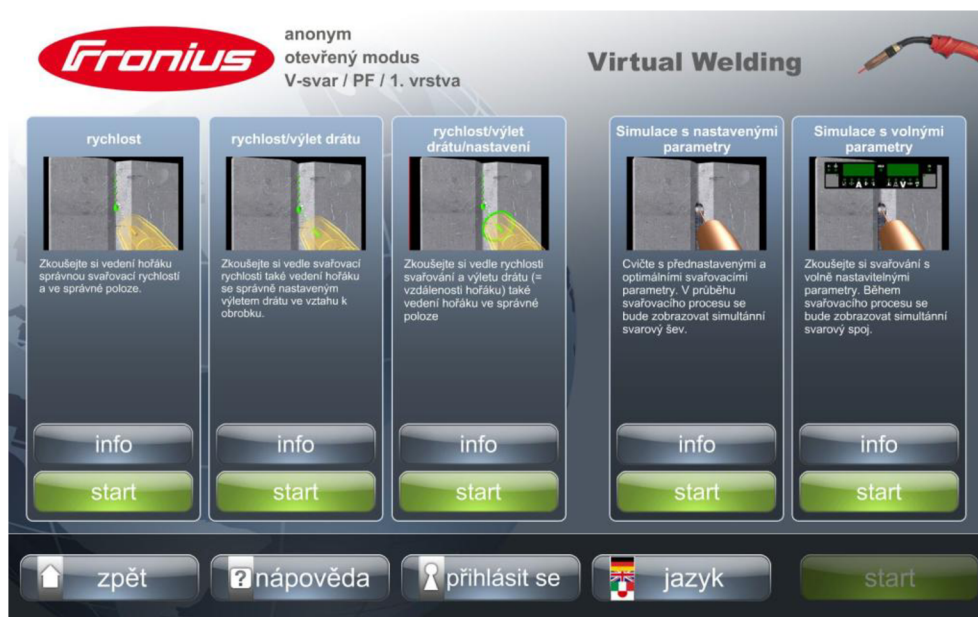 Fronius
anonym
otevřený modus
V-svar / PF / 1. vrstva
Virtual Welding
rychlost
Zkoušejte si vedení hořáku
správnou svařovací rychlostí
a ve správné poloze.
info
start
rychlost/výlet drátu
Zkoušejte si vedle svařovací
rychlosti také vedení hořáku
se správně nastaveným
výletem drátu ve vztahu k
obrobku.
info
start
rychlost/výlet
drátu/nastavení
Zkoušejte si vedle rychlosti
svařování a výletu drátu (=
vzdálenosti hořáku) také
vedení hořáku ve správné
poloze
info
start
Simulace s nastavenými
parametry
Cvičte s přednastavenými a
optimálními svařovacími
parametry. V průběhu
svařovacího procesu se
bude zobrazovat simultánní
svarový šev.
info
start
Simulace s volnými
parametry
A V
Zkoušejte si svařování s
volně nastavitelnými
parametry. Během
svařovacího procesu se
bude zobrazovat simultánní
svarový spoj.
info
start
zpět
? nápověda
přihlásit se
jazyk
start